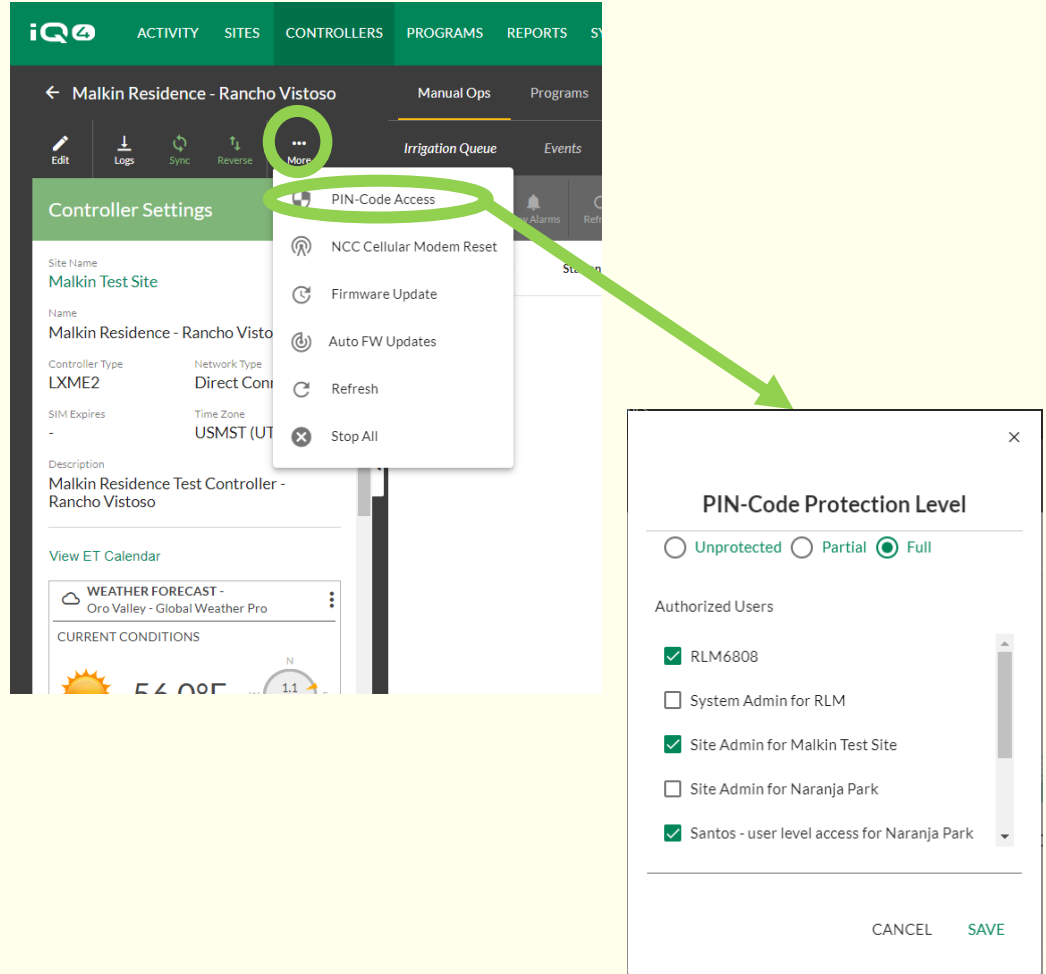 iQ4
ACTIVITY SITES CONTROLLERS PROGRAMS REPORTS
Malkin Residence - Rancho Vistoso
Manual Ops Programs
Edit Logs Sync Reverse More
Irrigation Queue Events
Controller Settings
PIN-Code Access
Alarms
NCC Cellular Modem Reset
Firmware Update
Auto FW Updates
Refresh
Stop All
Site Name
Malkin Test Site
Name
Malkin Residence - Rancho Visto
Controller Type Network Type
LXME2 Direct Conn
SIM Expires Time Zone
- USMST (UT
Description
Malkin Residence Test Controller -
Rancho Vistoso
View ET Calendar
WEATHER FORECAST -
Oro Valley - Global Weather Pro
CURRENT CONDITIONS
N
1.1
PIN-Code Protection Level
Unprotected Partial Full
Authorized Users
RLM6808
System Admin for RLM
Site Admin for Malkin Test Site
Site Admin for Naranja Park
Santos - user level access for Naranja Park
CANCEL SAVE